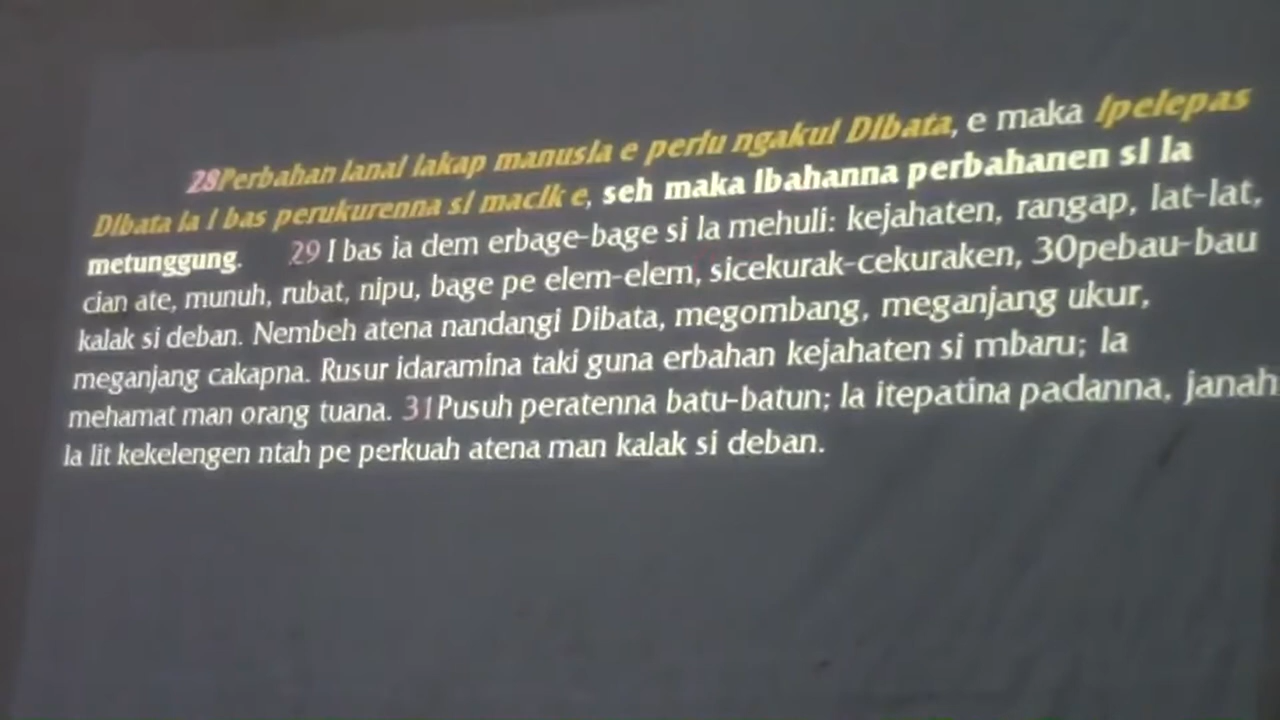 28Perbahan lanai iakap manusia e perlu ngakui Dibata, e maka Ipelepas
Dibata ia I bas perukurenna si macik e, seh maka Ibahanna perbahanen si la
metunggung. 29 I bas ia dem erbage-bage si la mehuli: kejahaten, rangap, lat-lat,
cian ate, munuh, rubat, nipu, bage pe elem-elem, sicekurak-cekuraken, 30pebau-bau
kalak si deban. Nembeh atena nandangi Dibata, megombang, meganjang ukur,
meganjang cakapna. Rusur idaramina taki guna erbahan kejahaten si mbaru; la
mehamat man orang tuana. 31Pusuh peratenna batu-batun; la itepatina padanna, janah
la lit kekelengen ntah pe perkuah atena man kalak si deban.